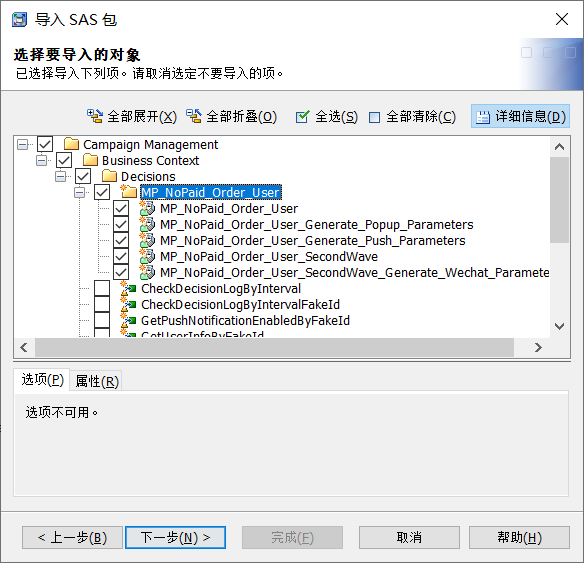 导入 SAS 包
选择要导入的对象
已选择导入下列项。请取消选定不要导入的项。
全部展开(X) 全部折叠(O) 全选(S) 全部清除(C) 详细信息(D)
Campaign Management
Business Context
Decisions
MP_NoPaid_Order_User
MP_NoPaid_Order_User
MP_NoPaid_Order_User_Generate_Popup_Parameters
MP_NoPaid_Order_User_Generate_Push_Parameters
MP_NoPaid_Order_User_SecondWave
MP_NoPaid_Order_User_SecondWave_Generate_Wechat_Paramete
CheckDecisionLogByInterval
CheckDecisionLogByIntervalFakeId
GetPushNotificationEnabledByFakeId
GetUserInfoByFakeId
选项(P) 属性(R)
选项不可用。
< 上一步(B) 下一步(N) > 完成(F) 取消 帮助(H)